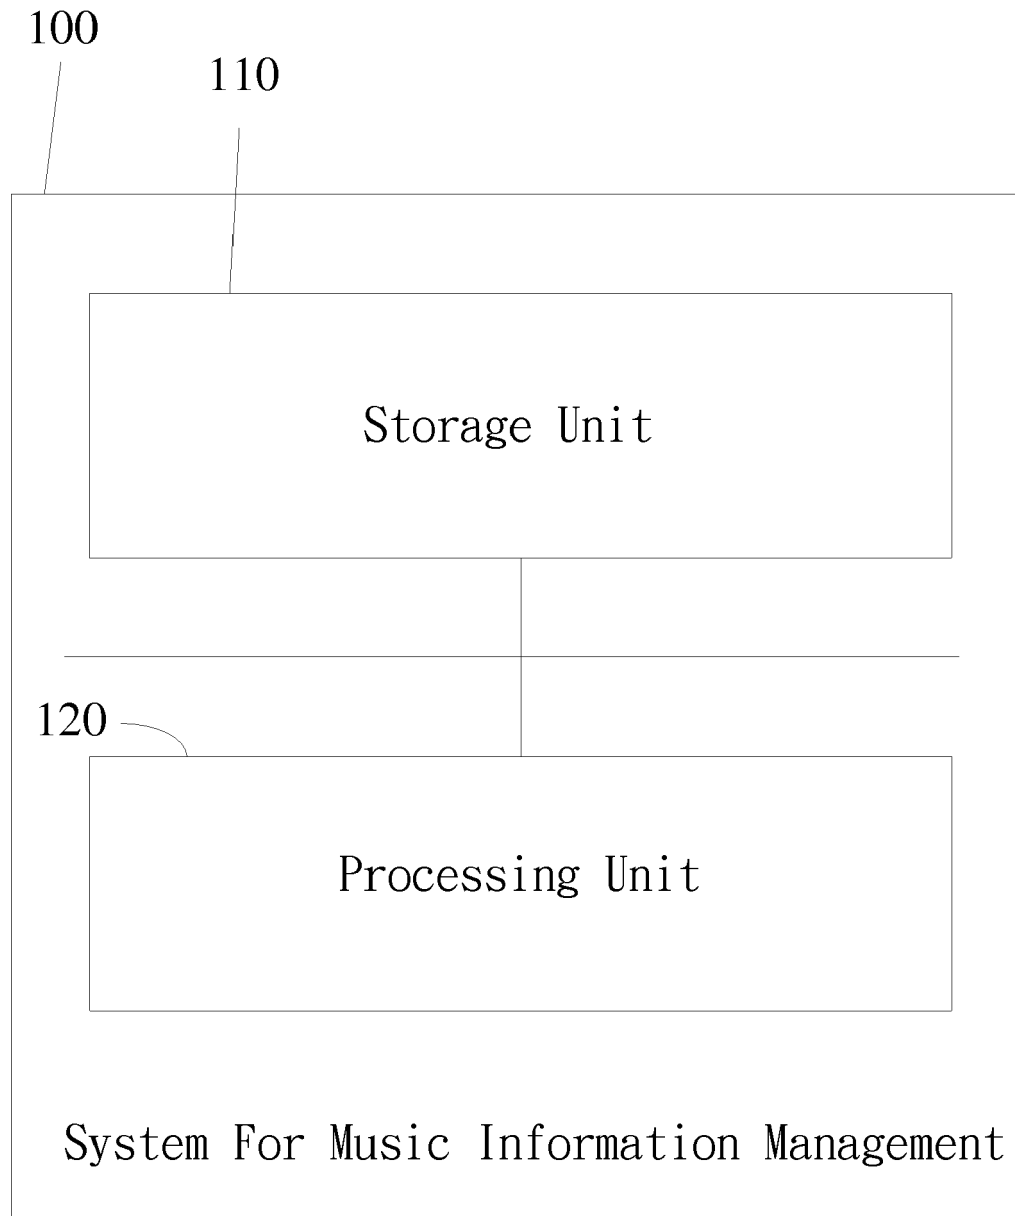 100
110
Storage Unit
120
Processing Unit
System For Music Information Management